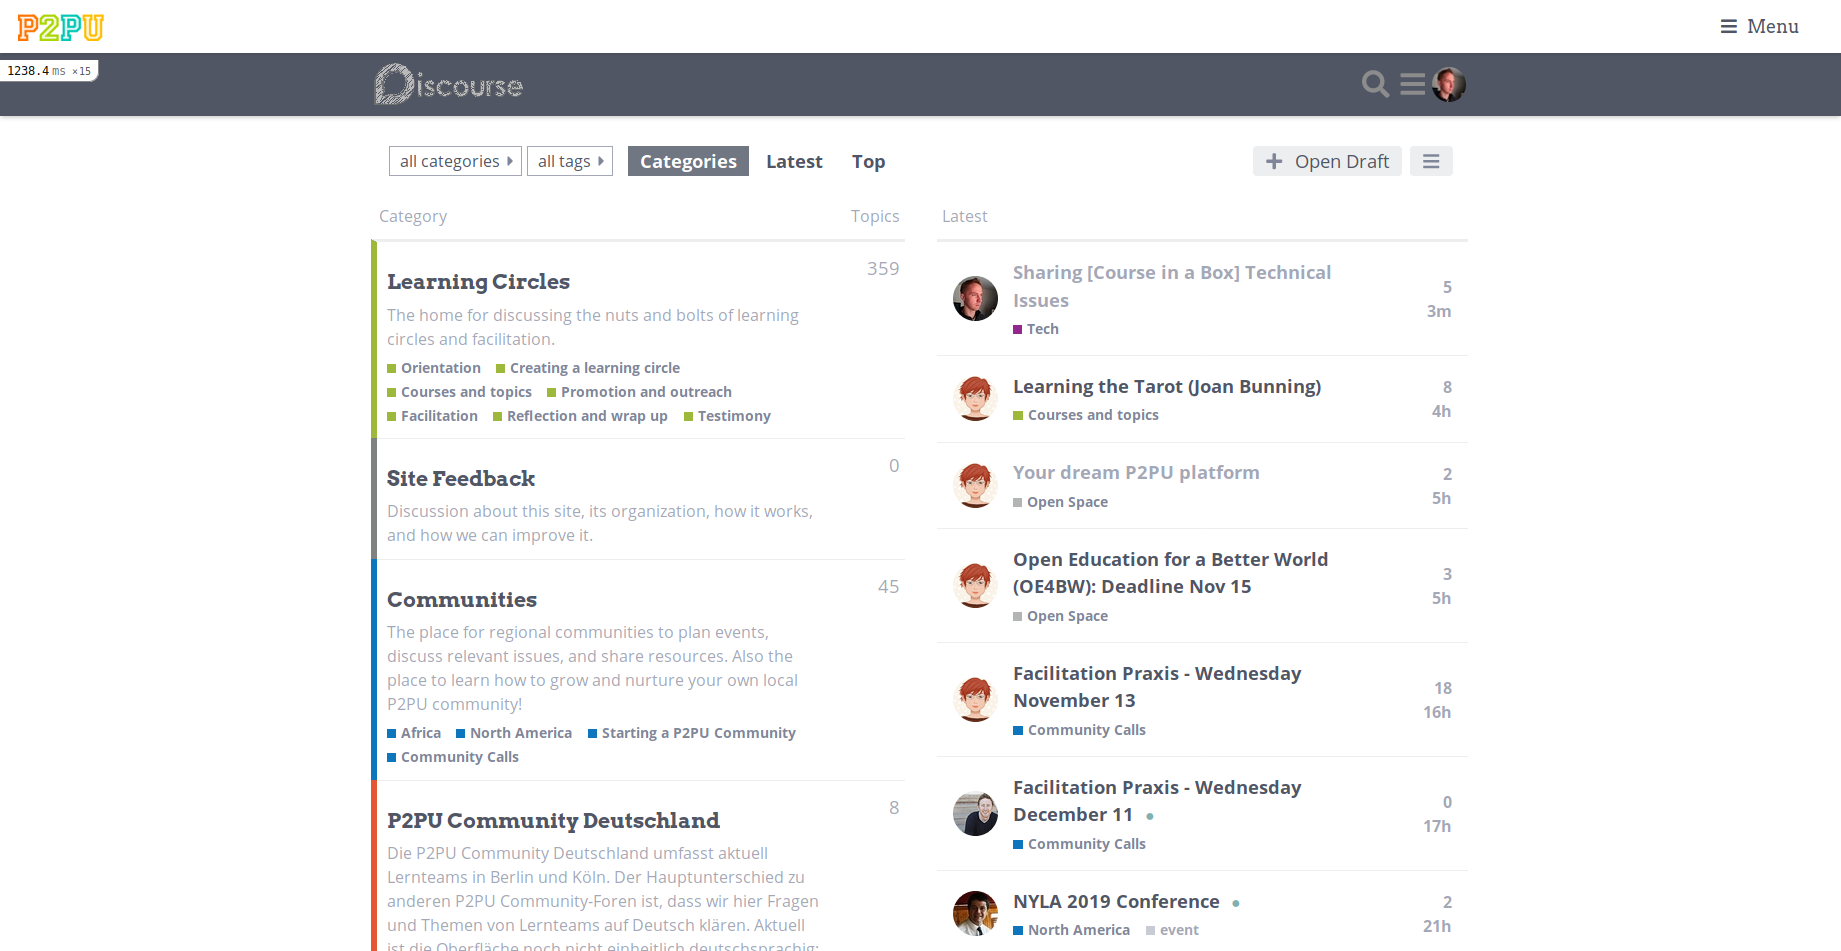 P2PU
Menu
1238.4 ms ×15
Discourse
all categories
all tags
Categories
Latest
Top
Open Draft
Category
Topics
Learning Circles
359
The home for discussing the nuts and bolts of learning
circles and facilitation.
Orientation
Creating a learning circle
Courses and topics
Promotion and outreach
Facilitation
Reflection and wrap up
Testimony
Site Feedback
0
Discussion about this site, its organization, how it works,
and how we can improve it.
Communities
45
The place for regional communities to plan events,
discuss relevant issues, and share resources. Also the
place to learn how to grow and nurture your own local
P2PU community!
Africa
North America
Starting a P2PU Community
Community Calls
P2PU Community Deutschland
8
Die P2PU Community Deutschland umfasst aktuell
Lernteams in Berlin und Köln. Der Hauptunterschied zu
anderen P2PU Community-Foren ist, dass wir hier Fragen
und Themen von Lernteams auf Deutsch klären. Aktuell
ist die Oberfläche noch nicht einheitlich deutschsprachig;
Latest
Sharing [Course in a Box] Technical
Issues
Tech
5
3m
Learning the Tarot (Joan Bunning)
Courses and topics
8
4h
Your dream P2PU platform
Open Space
2
5h
Open Education for a Better World
(OE4BW): Deadline Nov 15
Open Space
3
5h
Facilitation Praxis - Wednesday
November 13
Community Calls
18
16h
Facilitation Praxis - Wednesday
December 11
Community Calls
0
17h
NYLA 2019 Conference
North America
event
2
21h